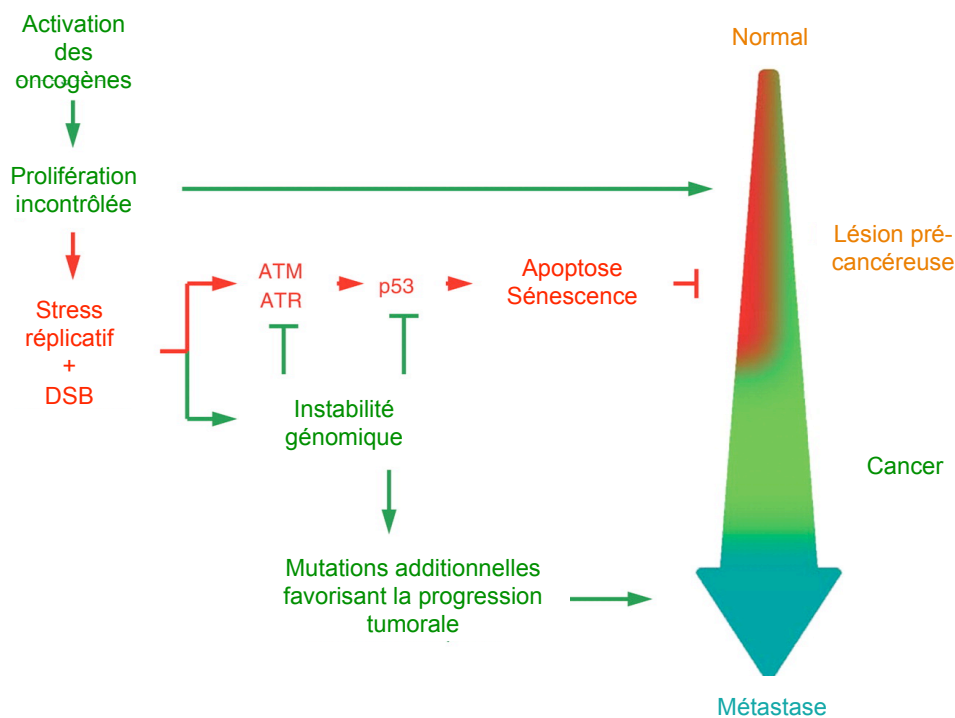 Activation
des
oncogènes
Normal
Prolifération
incontrôlée
Lésion pré-
cancéreuse
ATM
ATR
p53
Apoptose
Sénescence
Stress
réplicatif
+
DSB
Instabilité
génomique
Cancer
Mutations additionnelles
favorisant la progression
tumorale
Métastase